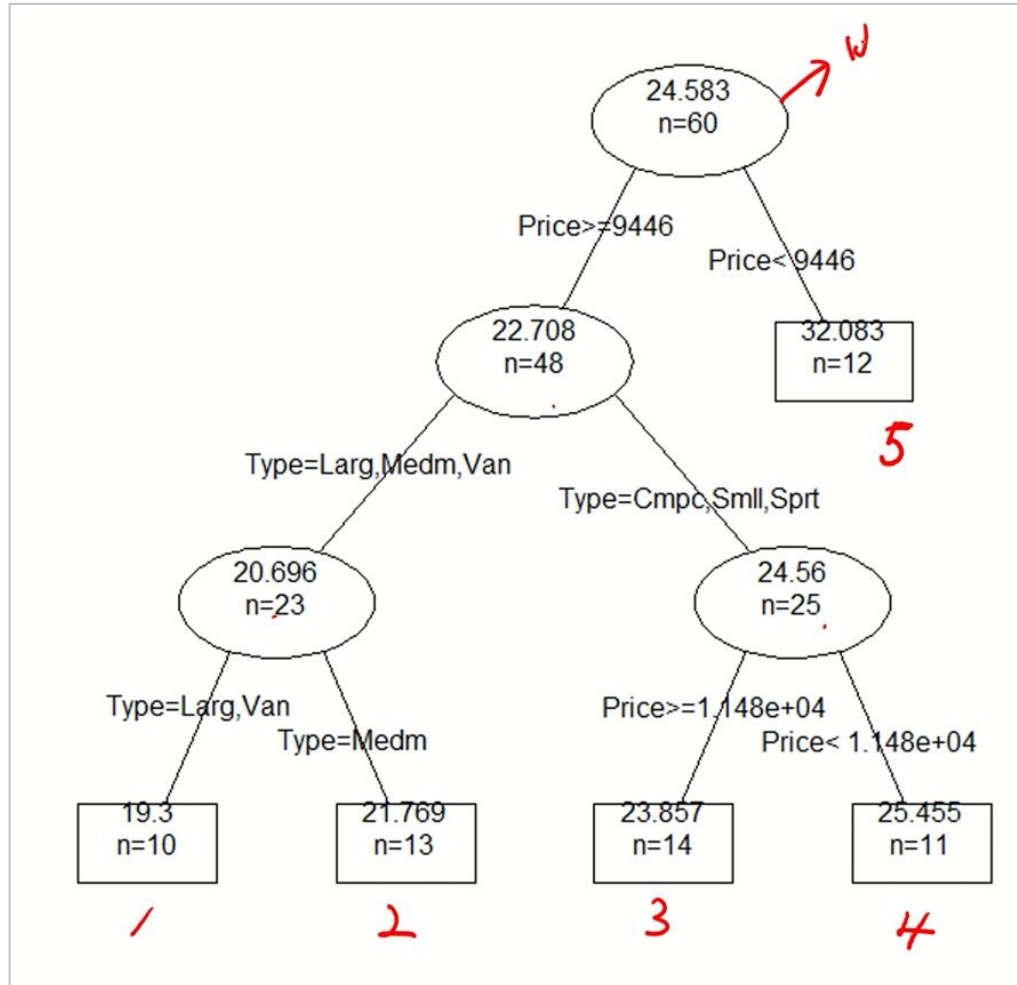 W
24.583
n=60
Price>=9446
Price< 9446
22.708
n=48
32.083
n=12
5
Type=Larg,Medm,Van
Type=Cmpc,Smll,Sprt
20.696
n=23
24.56
n=25
Type=Larg,Van
Type=Medm
Price>=1.148e+04
Price< 1.148e+04
19.3
n=10
21.769
n=13
23.857
n=14
25.455
n=11
1
2
3
4